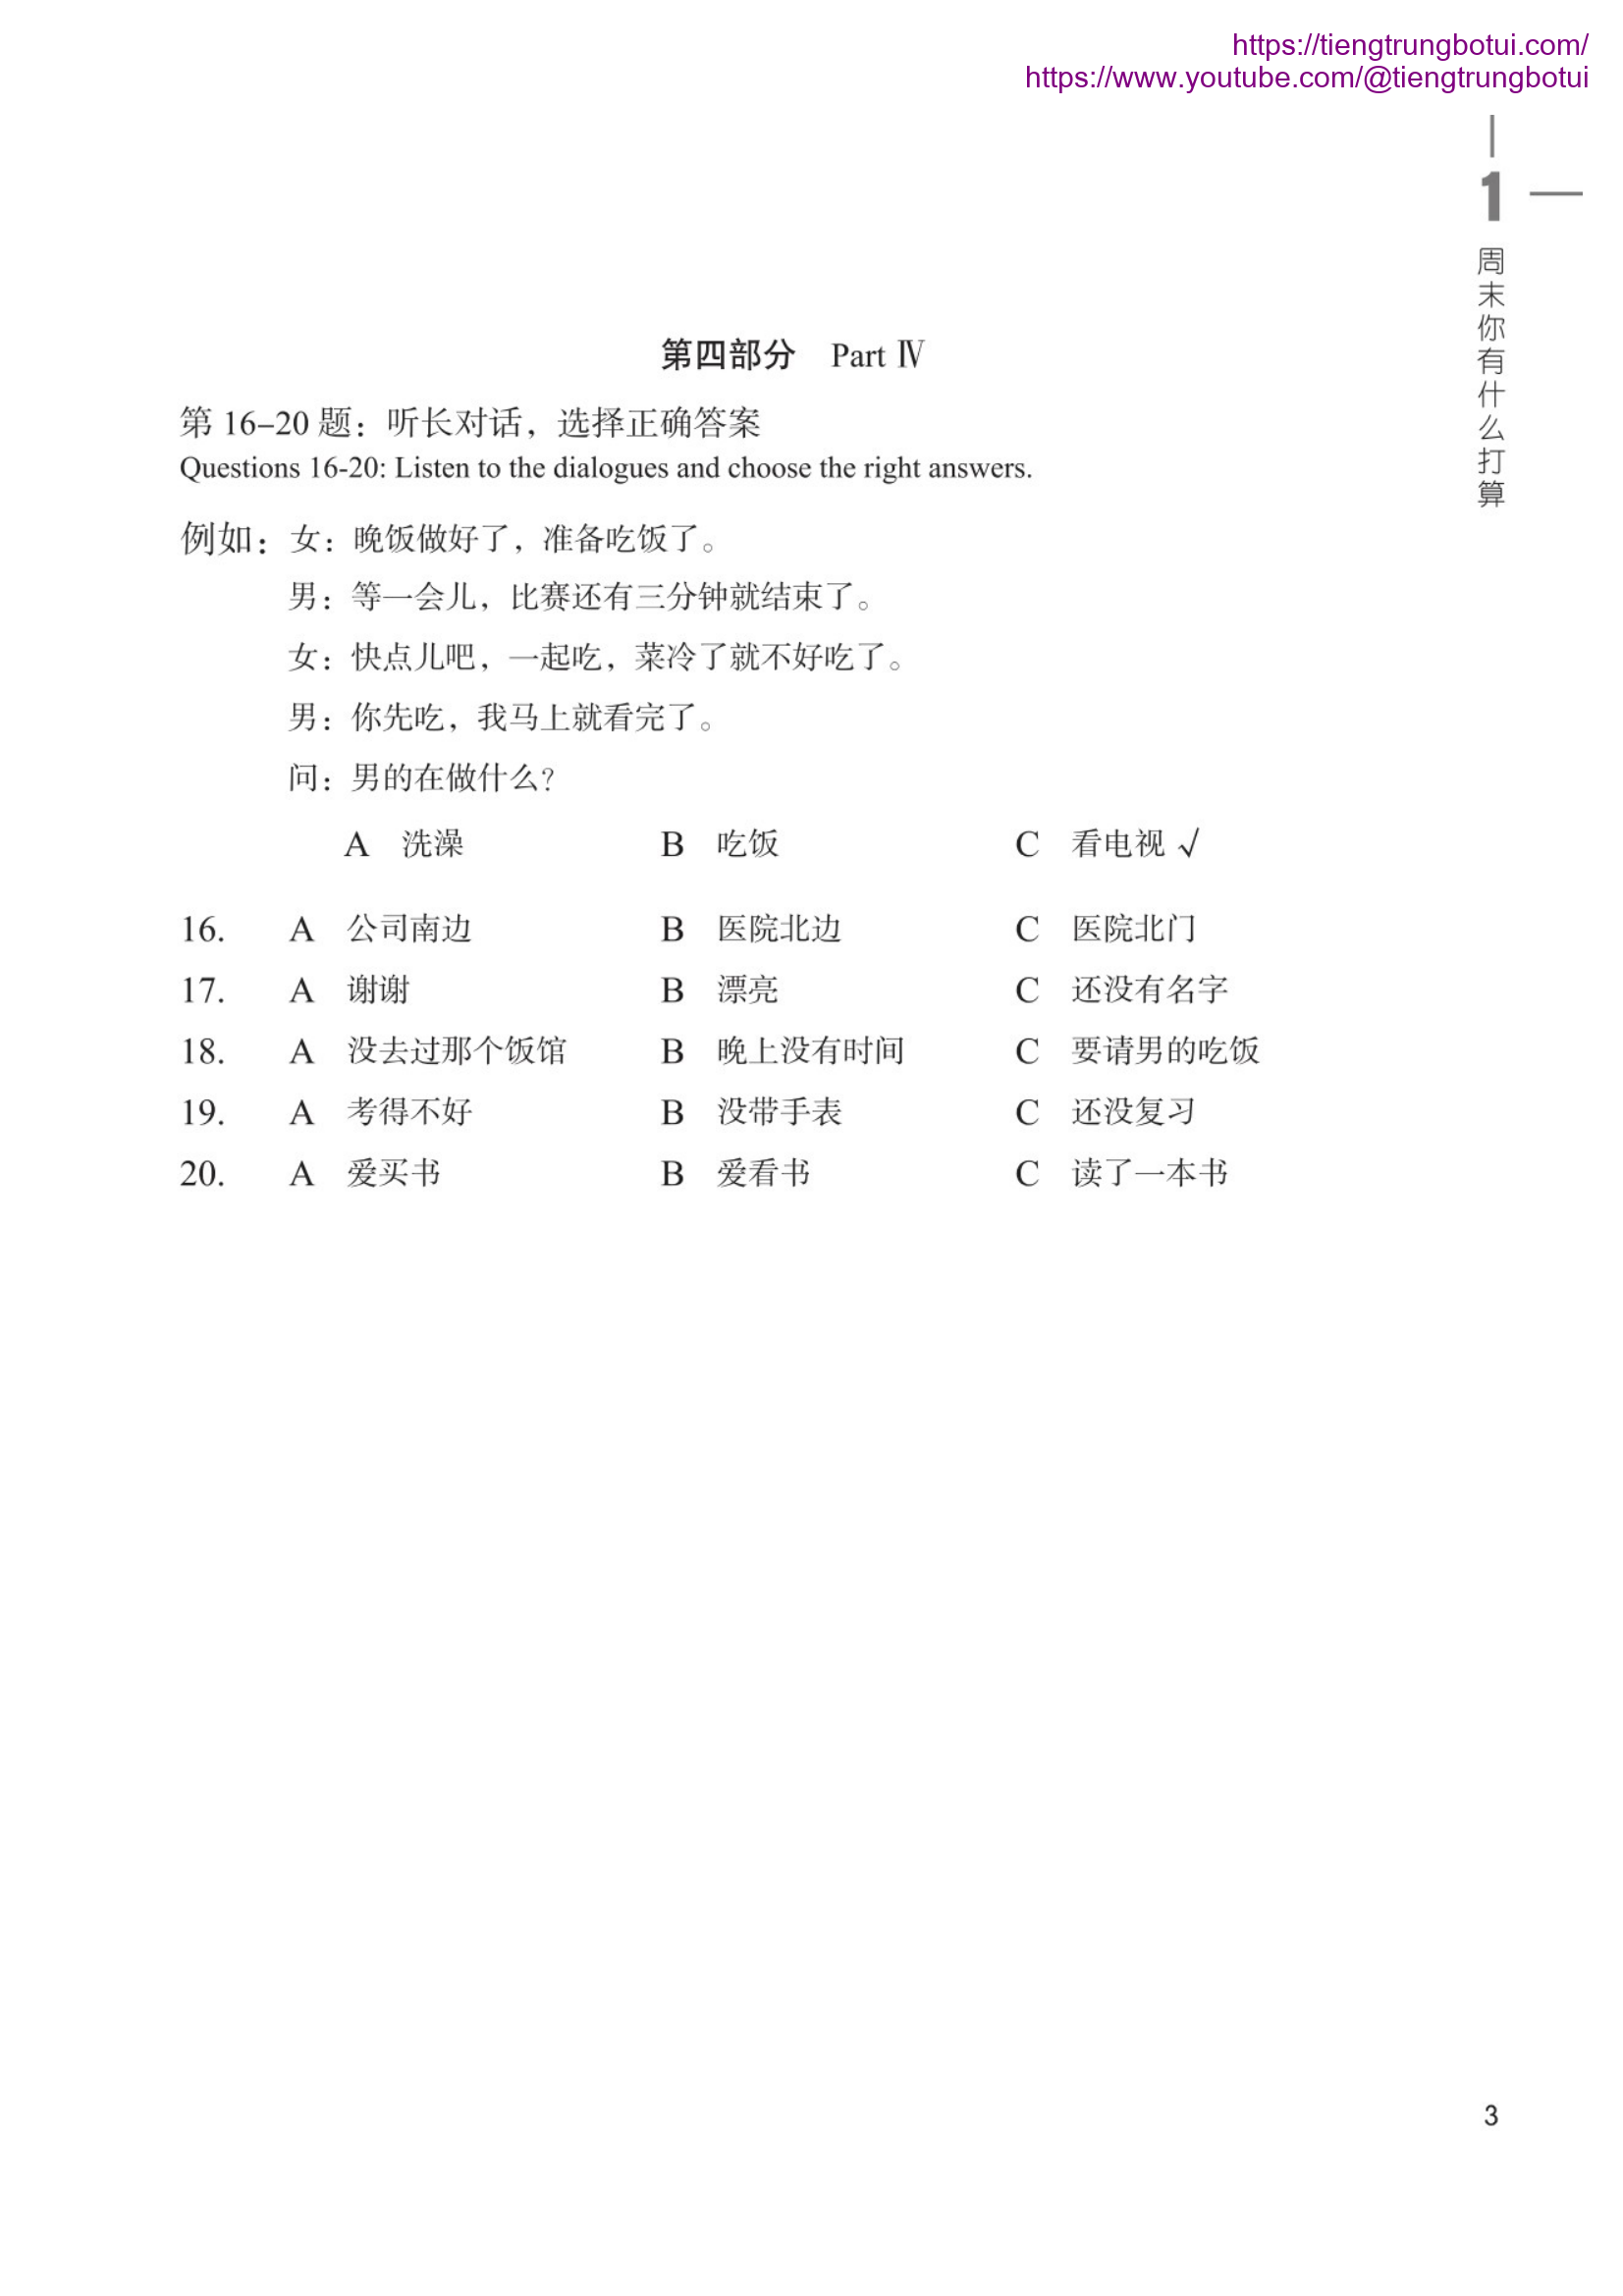 https://tiengtrungbotui.com/
https://www.youtube.com/@tiengtrungbotui
1
周末你有什么打算
第四部分 Part Ⅳ
第 16–20 题：听长对话，选择正确答案
Questions 16-20: Listen to the dialogues and choose the right answers.
例如：女：晚饭做好了，准备吃饭了。
男：等一会儿，比赛还有三分钟就结束了。
女：快点儿吧，一起吃，菜冷了就不好吃了。
男：你先吃，我马上就看完了。
问：男的在做什么？
A 洗澡 B 吃饭 C 看电视 √
16. A 公司南边 B 医院北边 C 医院北门
17. A 谢谢 B 漂亮 C 还没有名字
18. A 没去过那个饭馆 B 晚上没有时间 C 要请男的吃饭
19. A 考得不好 B 没带手表 C 还没复习
20. A 爱买书 B 爱看书 C 读了一本书
3